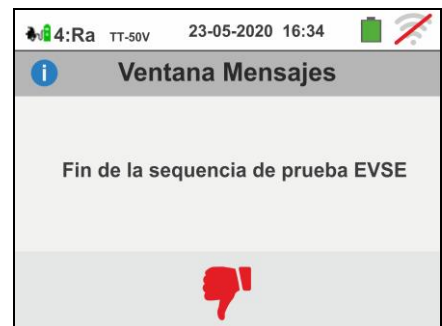 4:Ra TT-50V 23-05-2020 16:34
i Ventana Mensajes
Fin de la sequencia de prueba EVSE